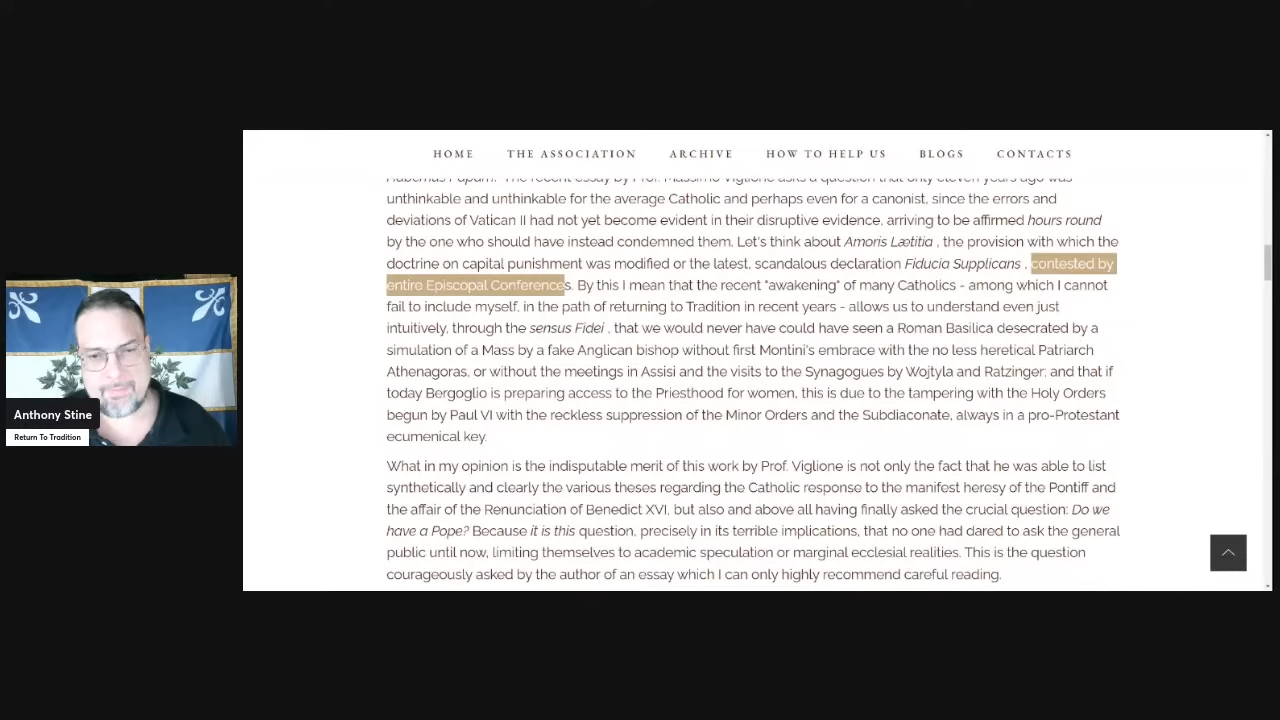 HOME THE ASSOCIATION ARCHIVE HOW TO HELP US BLOGS CONTACTS
Habemus Papam? The recent essay by Prof. Massimo Viglione asks a question that only eleven years ago was
unthinkable and unthinkable for the average Catholic and perhaps even for a canonist, since the errors and
deviations of Vatican II had not yet become evident in their disruptive evidence, arriving to be affirmed hours round
by the one who should have instead condemned them. Let's think about Amoris Lætitia , the provision with which the
doctrine on capital punishment was modified or the latest, scandalous declaration Fiducia Supplicans , contested by
entire Episcopal Conferences. By this I mean that the recent "awakening" of many Catholics - among which I cannot
fail to include myself, in the path of returning to Tradition in recent years - allows us to understand even just
intuitively, through the sensus Fidei , that we would never have could have seen a Roman Basilica desecrated by a
simulation of a Mass by a fake Anglican bishop without first Montini's embrace with the no less heretical Patriarch
Athenagoras, or without the meetings in Assisi and the visits to the Synagogues by Wojtyla and Ratzinger; and that if
today Bergoglio is preparing access to the Priesthood for women, this is due to the tampering with the Holy Orders
begun by Paul VI with the reckless suppression of the Minor Orders and the Subdiaconate, always in a pro-Protestant
ecumenical key.
What in my opinion is the indisputable merit of this work by Prof. Viglione is not only the fact that he was able to list
synthetically and clearly the various theses regarding the Catholic response to the manifest heresy of the Pontiff and
the affair of the Renunciation of Benedict XVI, but also and above all having finally asked the crucial question: Do we
have a Pope? Because it is this question, precisely in its terrible implications, that no one had dared to ask the general
public until now, limiting themselves to academic speculation or marginal ecclesial realities. This is the question
courageously asked by the author of an essay which I can only highly recommend careful reading.
Anthony Stine
Return To Tradition